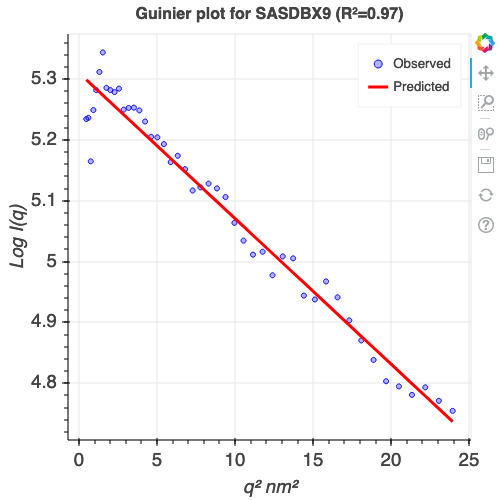 Guinier plot for SASDBX9 (R²=0.97)
Observed
Predicted
5.3
5.2
5.1
5
4.9
4.8
Log I(q)
0 5 10 15 20 25
q² nm²